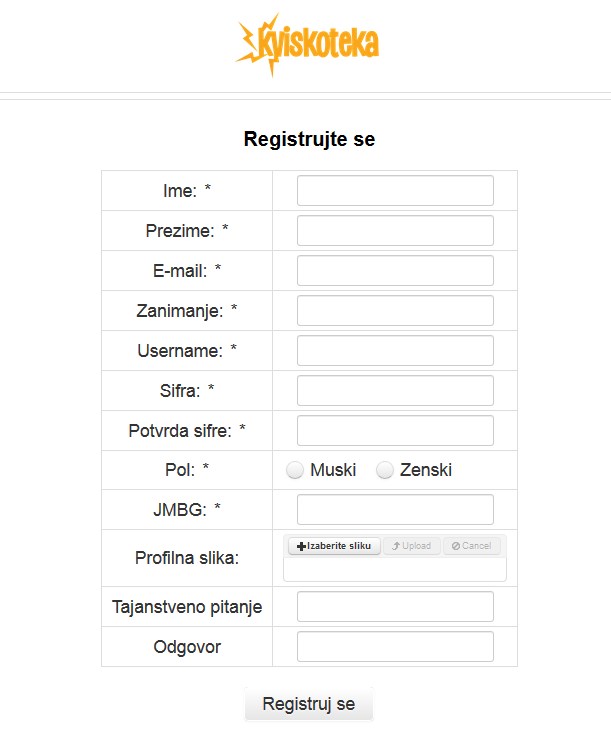 Kviskoteka
Registrujte se
Ime: *
Prezime: *
E-mail: *
Zanimanje: *
Username: *
Sifra: *
Potvrda sifre: *
Pol: * Muski Zenski
JMBG: *
Profilna slika: Izaberite sliku Upload Cancel
Tajanstveno pitanje
Odgovor
Registruj se